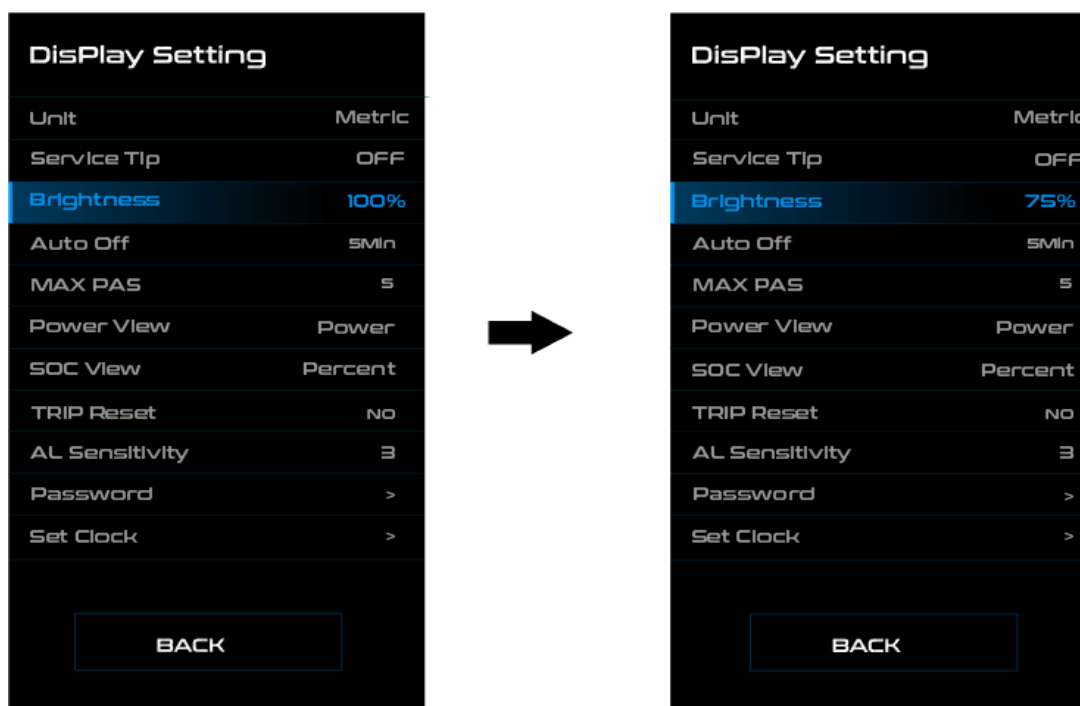 DisPlay Setting
Unit Metric
Service Tip OFF
Brightness 100%
Auto Off 5Min
MAX PAS 5
Power View Power
SOC View Percent
TRIP Reset NO
AL Sensitivity 3
Password >
Set Clock >
BACK
DisPlay Setting
Unit Metric
Service Tip OFF
Brightness 75%
Auto Off 5Min
MAX PAS 5
Power View Power
SOC View Percent
TRIP Reset NO
AL Sensitivity 3
Password >
Set Clock >
BACK